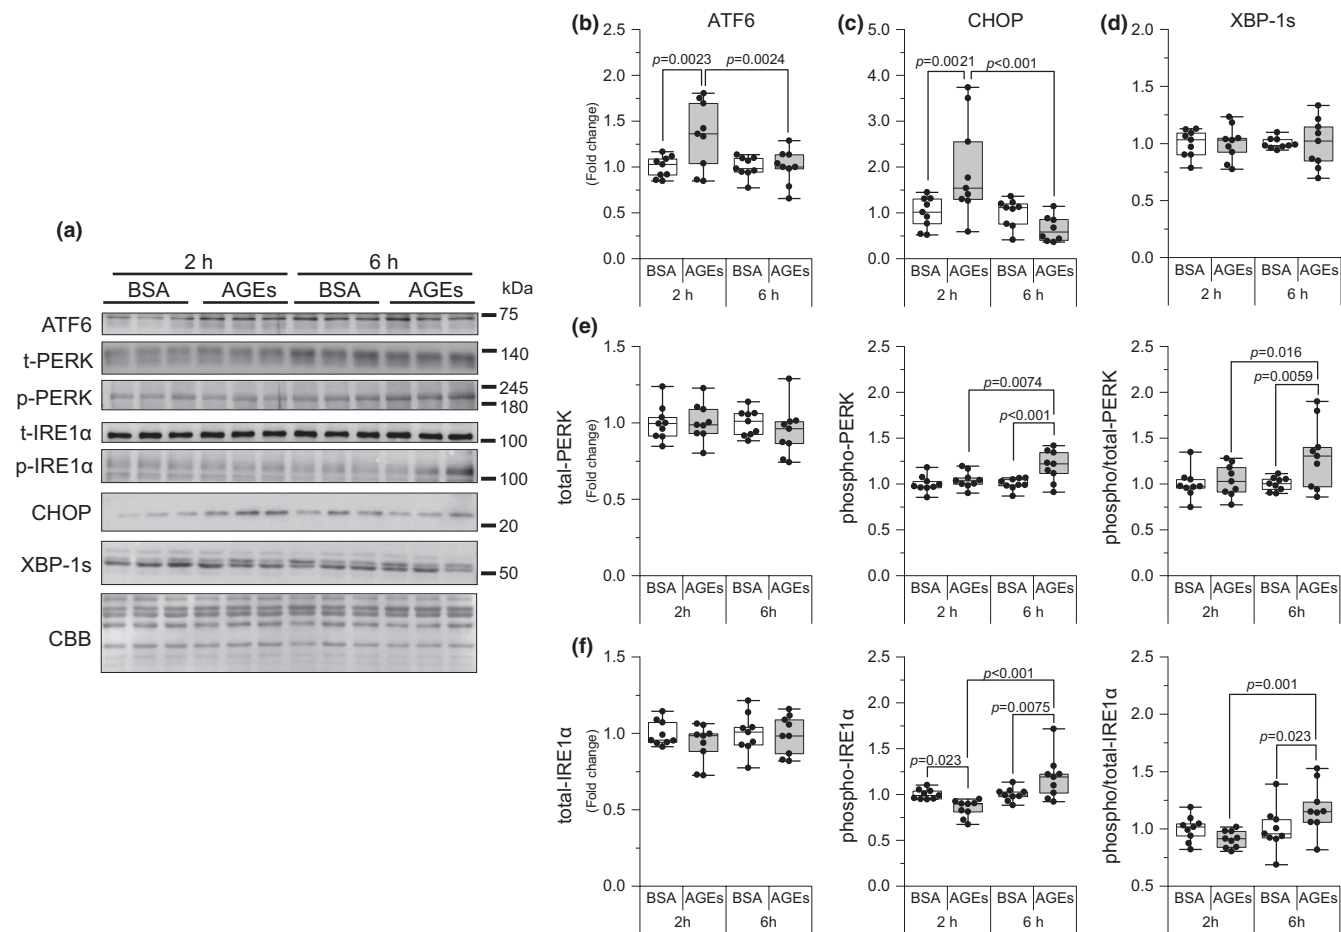 (a)
2 h 6 h
BSA AGEs BSA AGEs kDa
ATF6 75
t-PERK 140
p-PERK 245
180
t-IRE1α 100
p-IRE1α 100
CHOP 20
XBP-1s 50
CBB
(b) ATF6
(Fold change)
2.5
2.0
1.5
1.0
0.5
0.0
p=0.0023 p=0.0024
BSA AGEs BSA AGEs
2 h 6 h
(c) CHOP
5.0
4.0
3.0
2.0
1.0
0.0
p=0.0021 p<0.001
BSA AGEs BSA AGEs
2 h 6 h
(d) XBP-1s
2.0
1.5
1.0
0.5
0.0
BSA AGEs BSA AGEs
2 h 6 h
(e)
total-PERK
(Fold change)
1.5
1.0
0.5
0.0
BSA AGEs BSA AGEs
2h 6h
phospho-PERK
2.5
2.0
1.5
1.0
0.5
0.0
p=0.0074
p<0.001
BSA AGEs BSA AGEs
2h 6h
phospho/total-PERK
2.5
2.0
1.5
1.0
0.5
0.0
p=0.016
p=0.0059
BSA AGEs BSA AGEs
2h 6h
(f)
total-IRE1α
(Fold change)
1.5
1.0
0.5
0.0
BSA AGEs BSA AGEs
2h 6h
phospho-IRE1α
2.5
2.0
1.5
1.0
0.5
0.0
p<0.001
p=0.0075
p=0.023
BSA AGEs BSA AGEs
2h 6h
phospho/total-IRE1α
2.5
2.0
1.5
1.0
0.5
p=0.001
p=0.023
BSA AGEs BSA AGEs
2h 6h